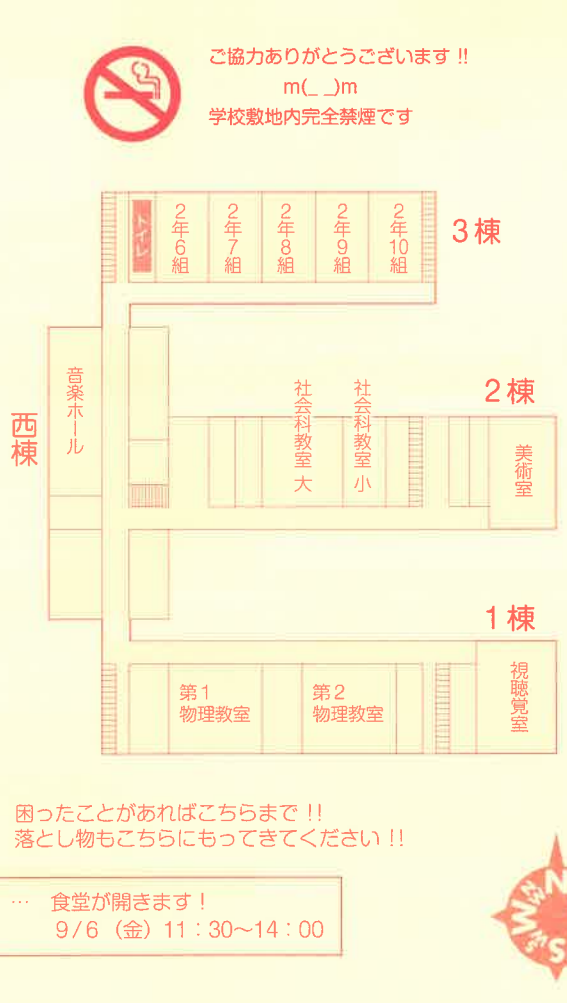 ご協力ありがとうございます !!
m(_ _)m
学校敷地内完全禁煙です
3棟
トイレ
2年6組
2年7組
2年8組
2年9組
2年10組
西棟
音楽ホール
2棟
社会科教室 大
社会科教室 小
美術室
1棟
第1
物理教室
第2
物理教室
視聴覚室
困ったことがあればこちらまで !!
落とし物もこちらにもってきてください !!
… 食堂が開きます！
9/6（金）11：30～14：00
N
NW
W
SW
S